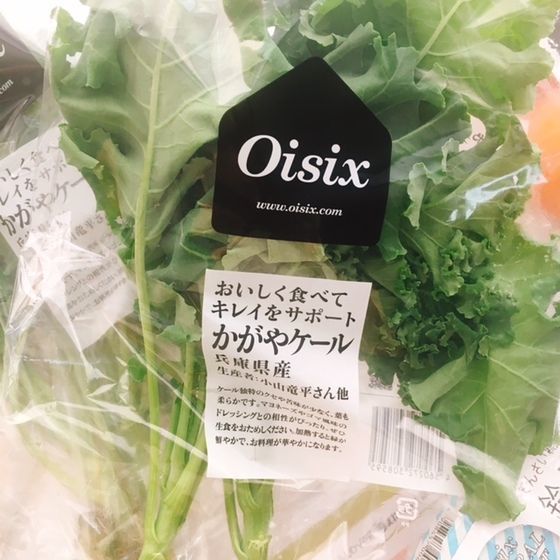 Oisix
www.oisix.com
おいしく食べて
キレイをサポート
かがやケール
兵庫県産
生産者:小山竜平さん他
ケール独特のクセや苦味が少なく、葉も
柔らかです。マヨネーズやゴマ風味の
ドレッシングとの相性がぴったり。ぜひ
生食をおためしください。加熱すると緑が
鮮やかで、お料理が華やかになります。